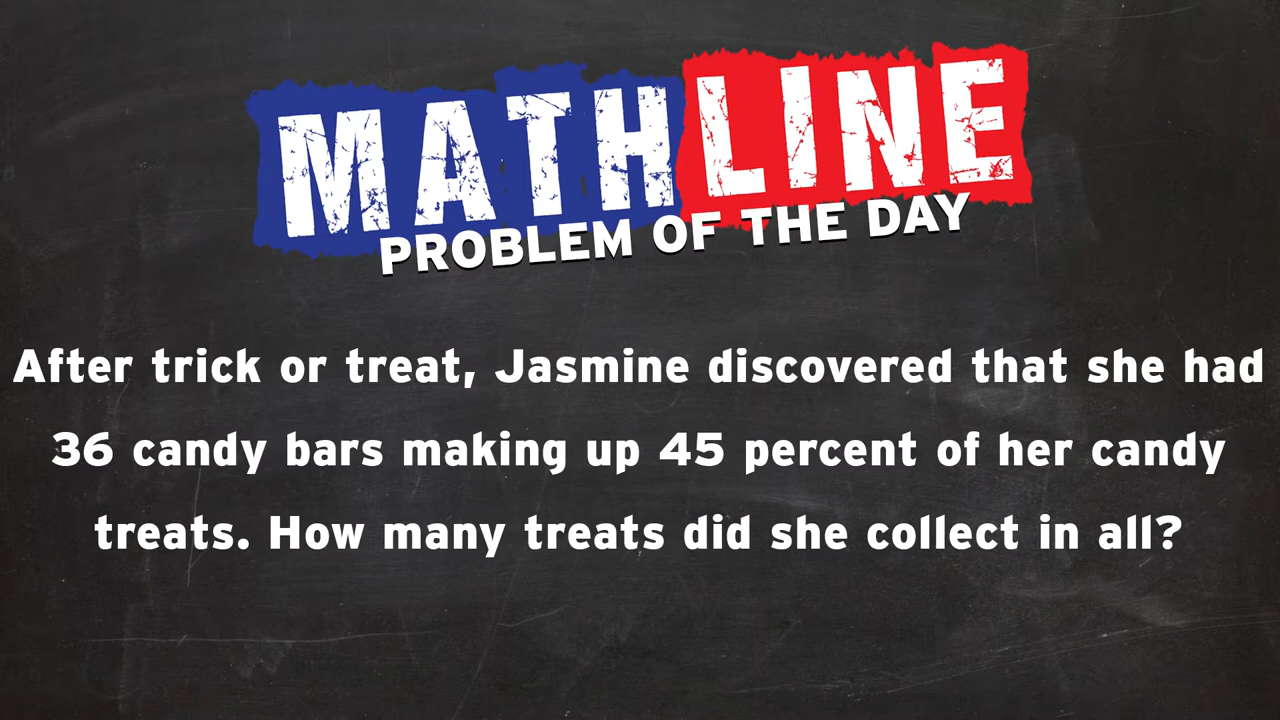 MATHLINE
PROBLEM OF THE DAY
After trick or treat, Jasmine discovered that she had
36 candy bars making up 45 percent of her candy
treats. How many treats did she collect in all?